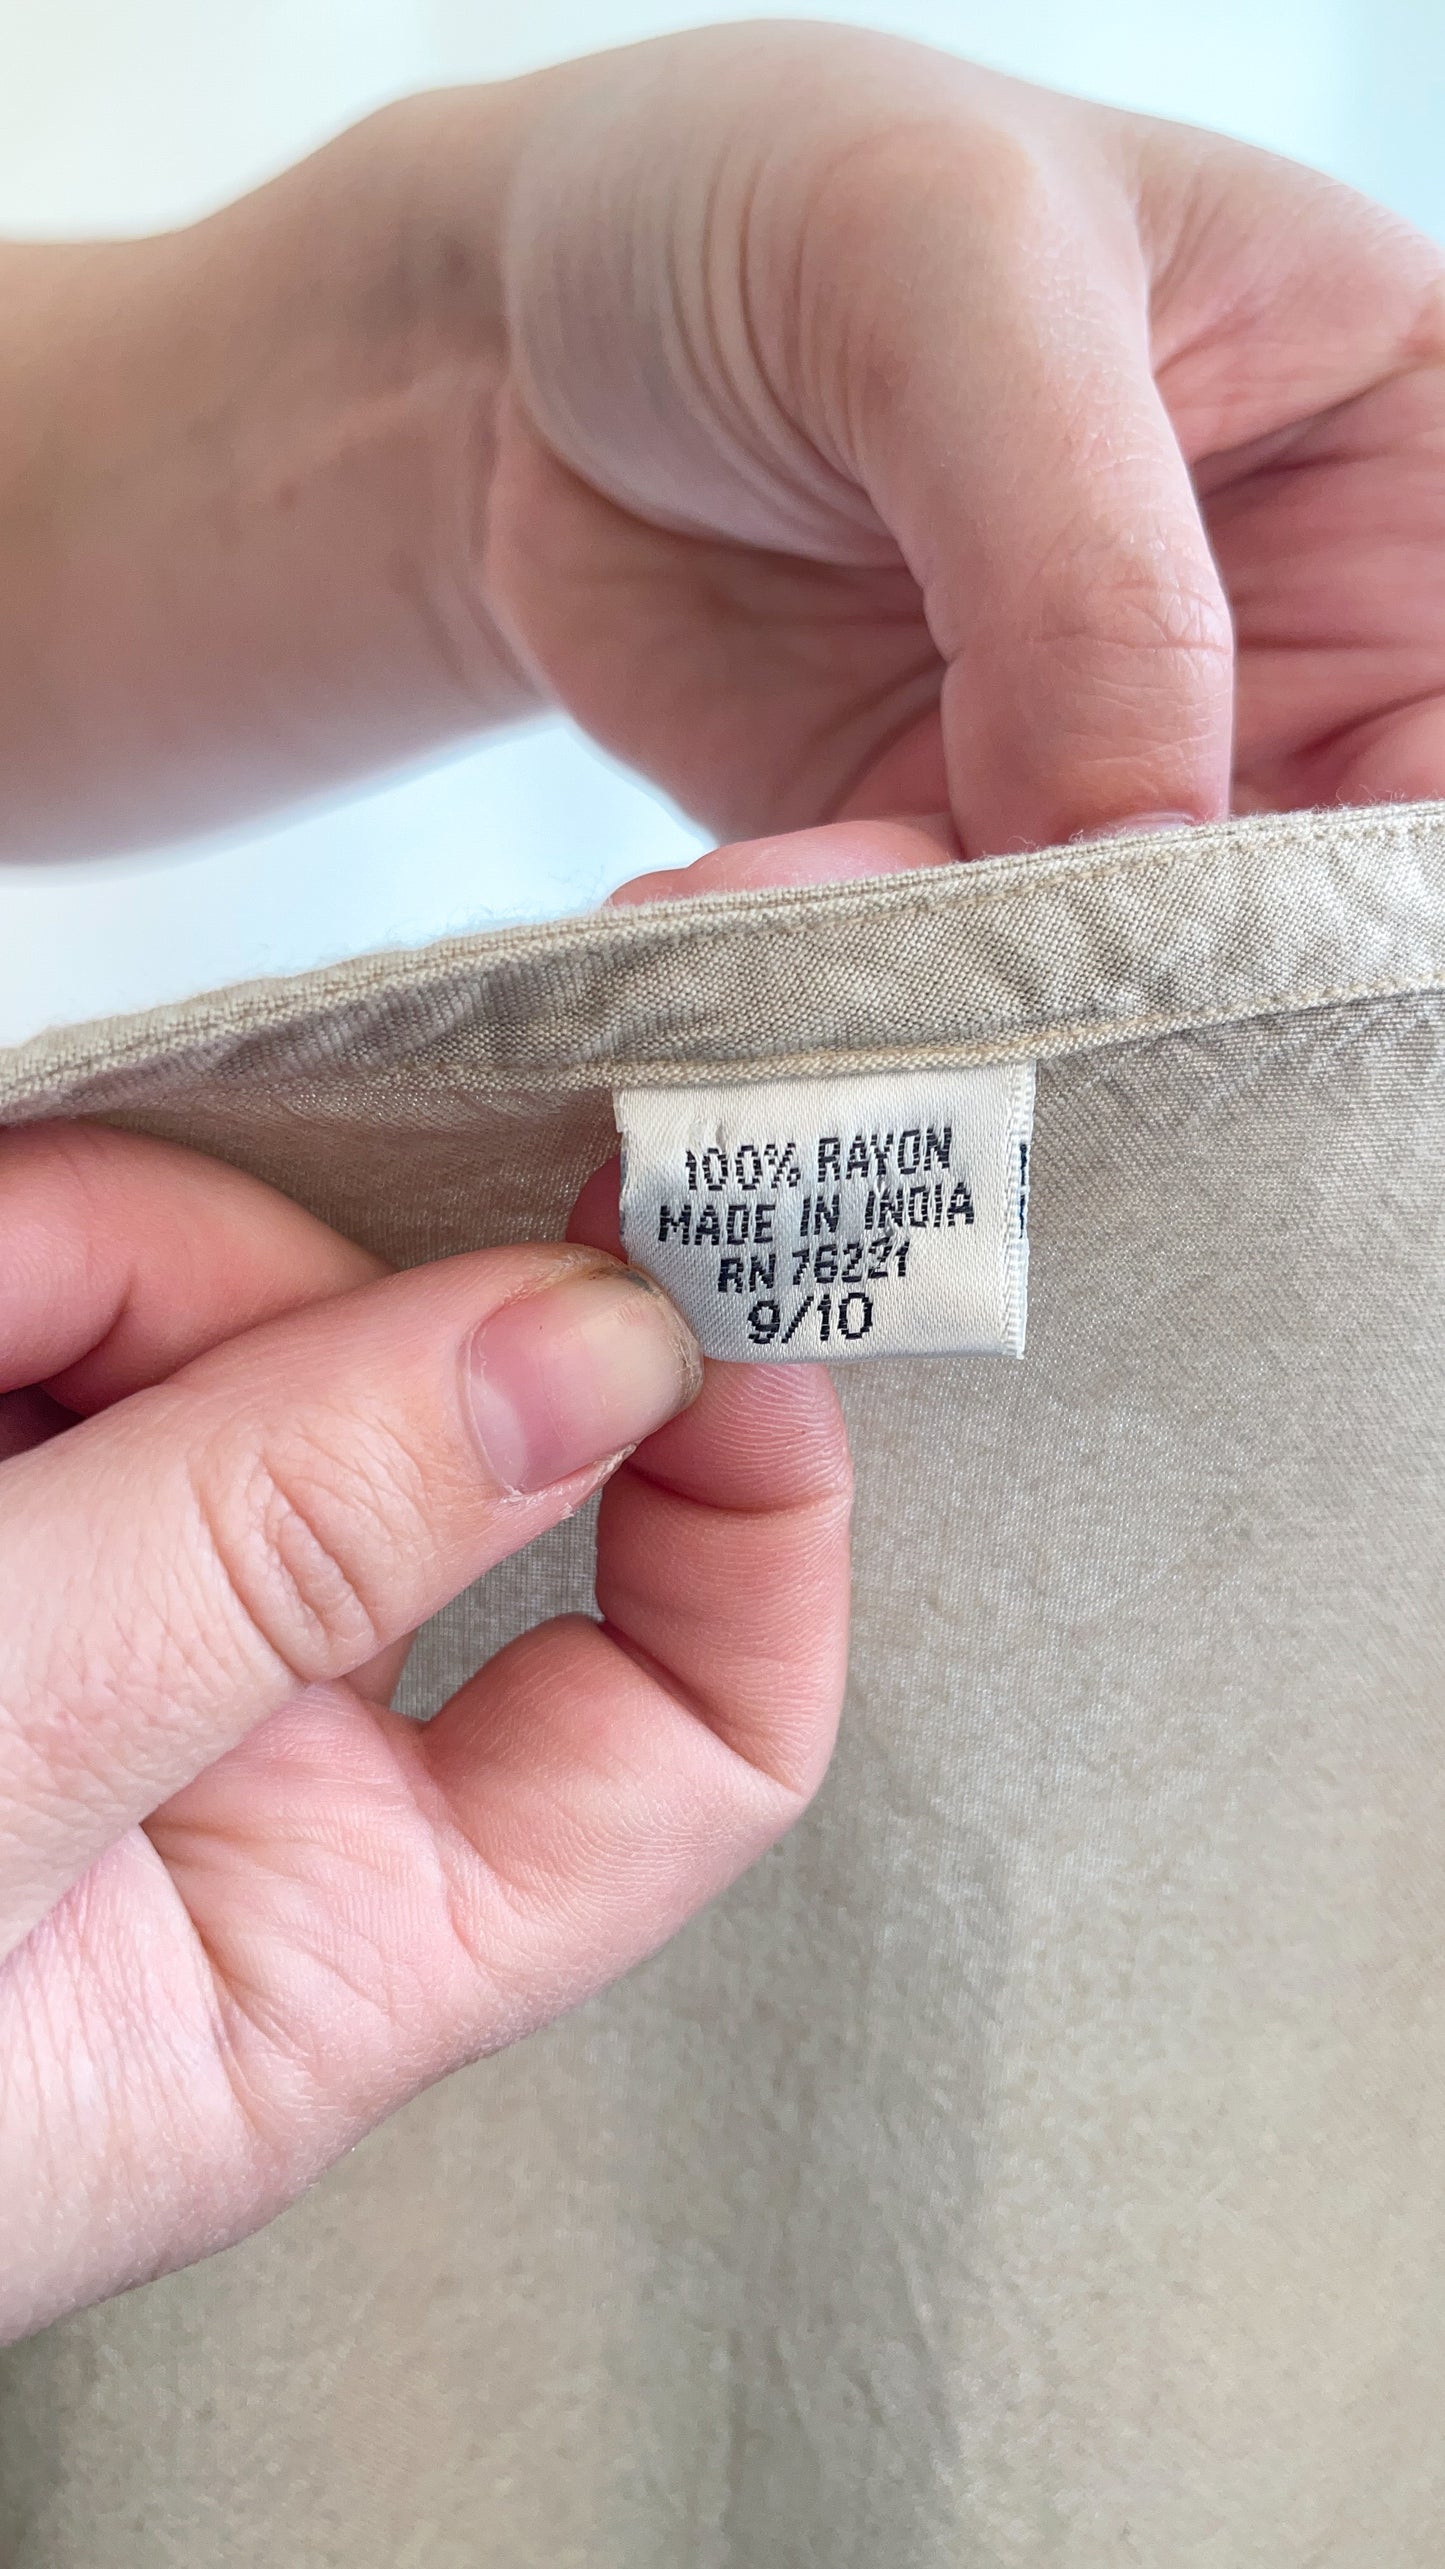 100% RAYON
MADE IN INDIA
RN 76221
9/10